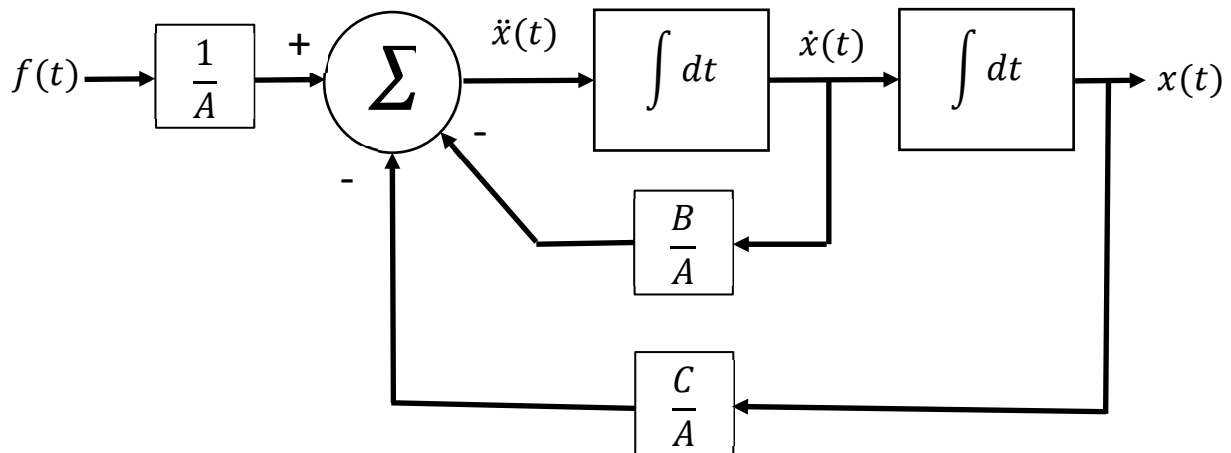 f(t)
1/A
+
∑
ẍ(t)
∫ dt
ẋ(t)
∫ dt
x(t)
-
-
B/A
C/A